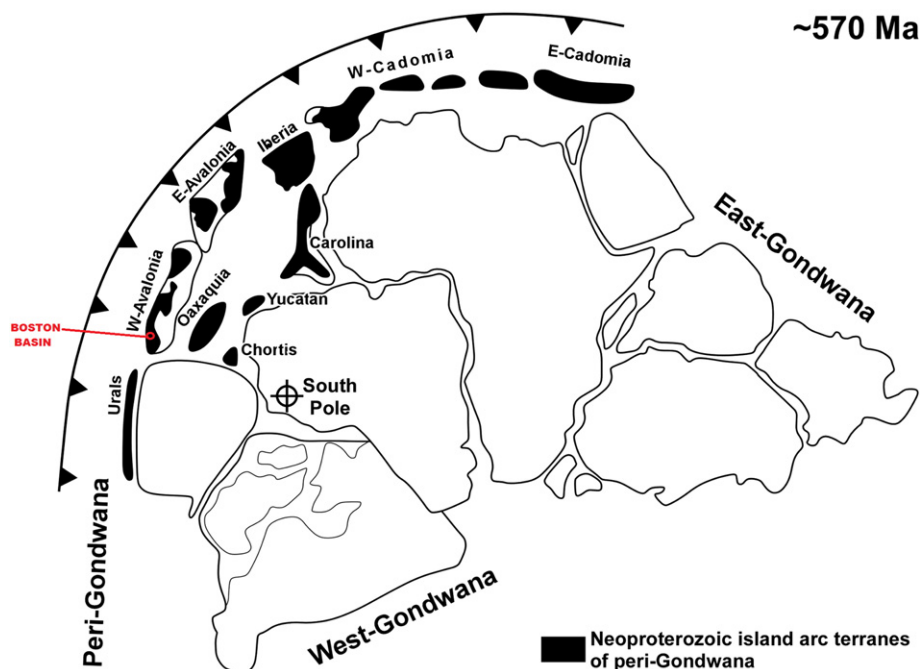 ~570 Ma
E-Cadomia
W-Cadomia
Iberia
E-Avalonia
East-Gondwana
Carolina
W-Avalonia
Oaxaquia
Yucatan
BOSTON
BASIN
Chortis
Urals
South
Pole
Peri-Gondwana
West-Gondwana
Neoproterozoic island arc terranes
of peri-Gondwana